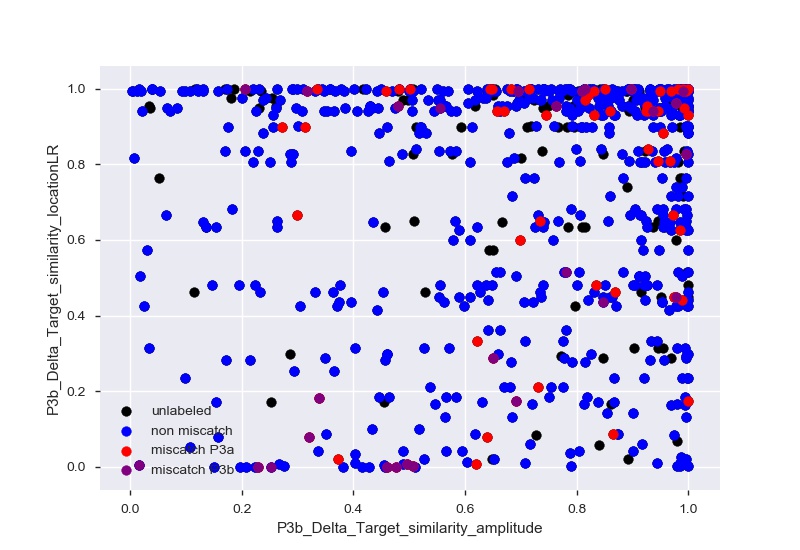 1.0
0.8
0.6
0.4
0.2
0.0
P3b_Delta_Target_similarity_locationLR
unlabeled
non mismatch
miscatch P3a
miscatch P3b
0.0 0.2 0.4 0.6 0.8 1.0
P3b_Delta_Target_similarity_amplitude